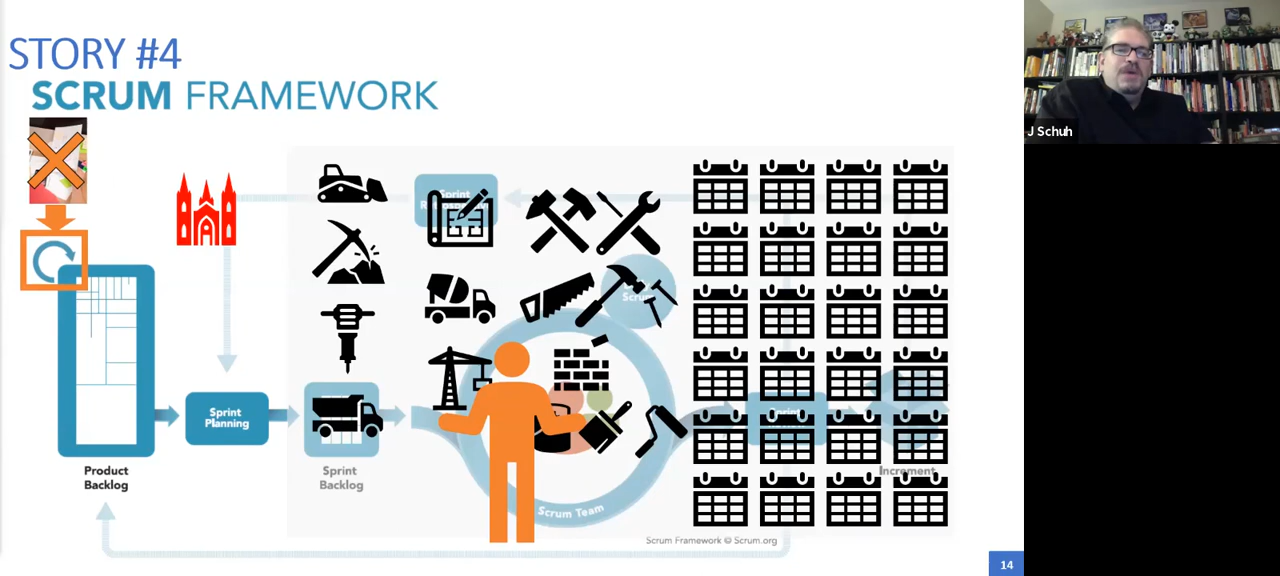 STORY #4
SCRUM FRAMEWORK
J Schuh
Sprint
Sprint
Planning
Product
Backlog
Sprint
Backlog
Scrum Team
Increment
Scrum Framework © Scrum.org
14